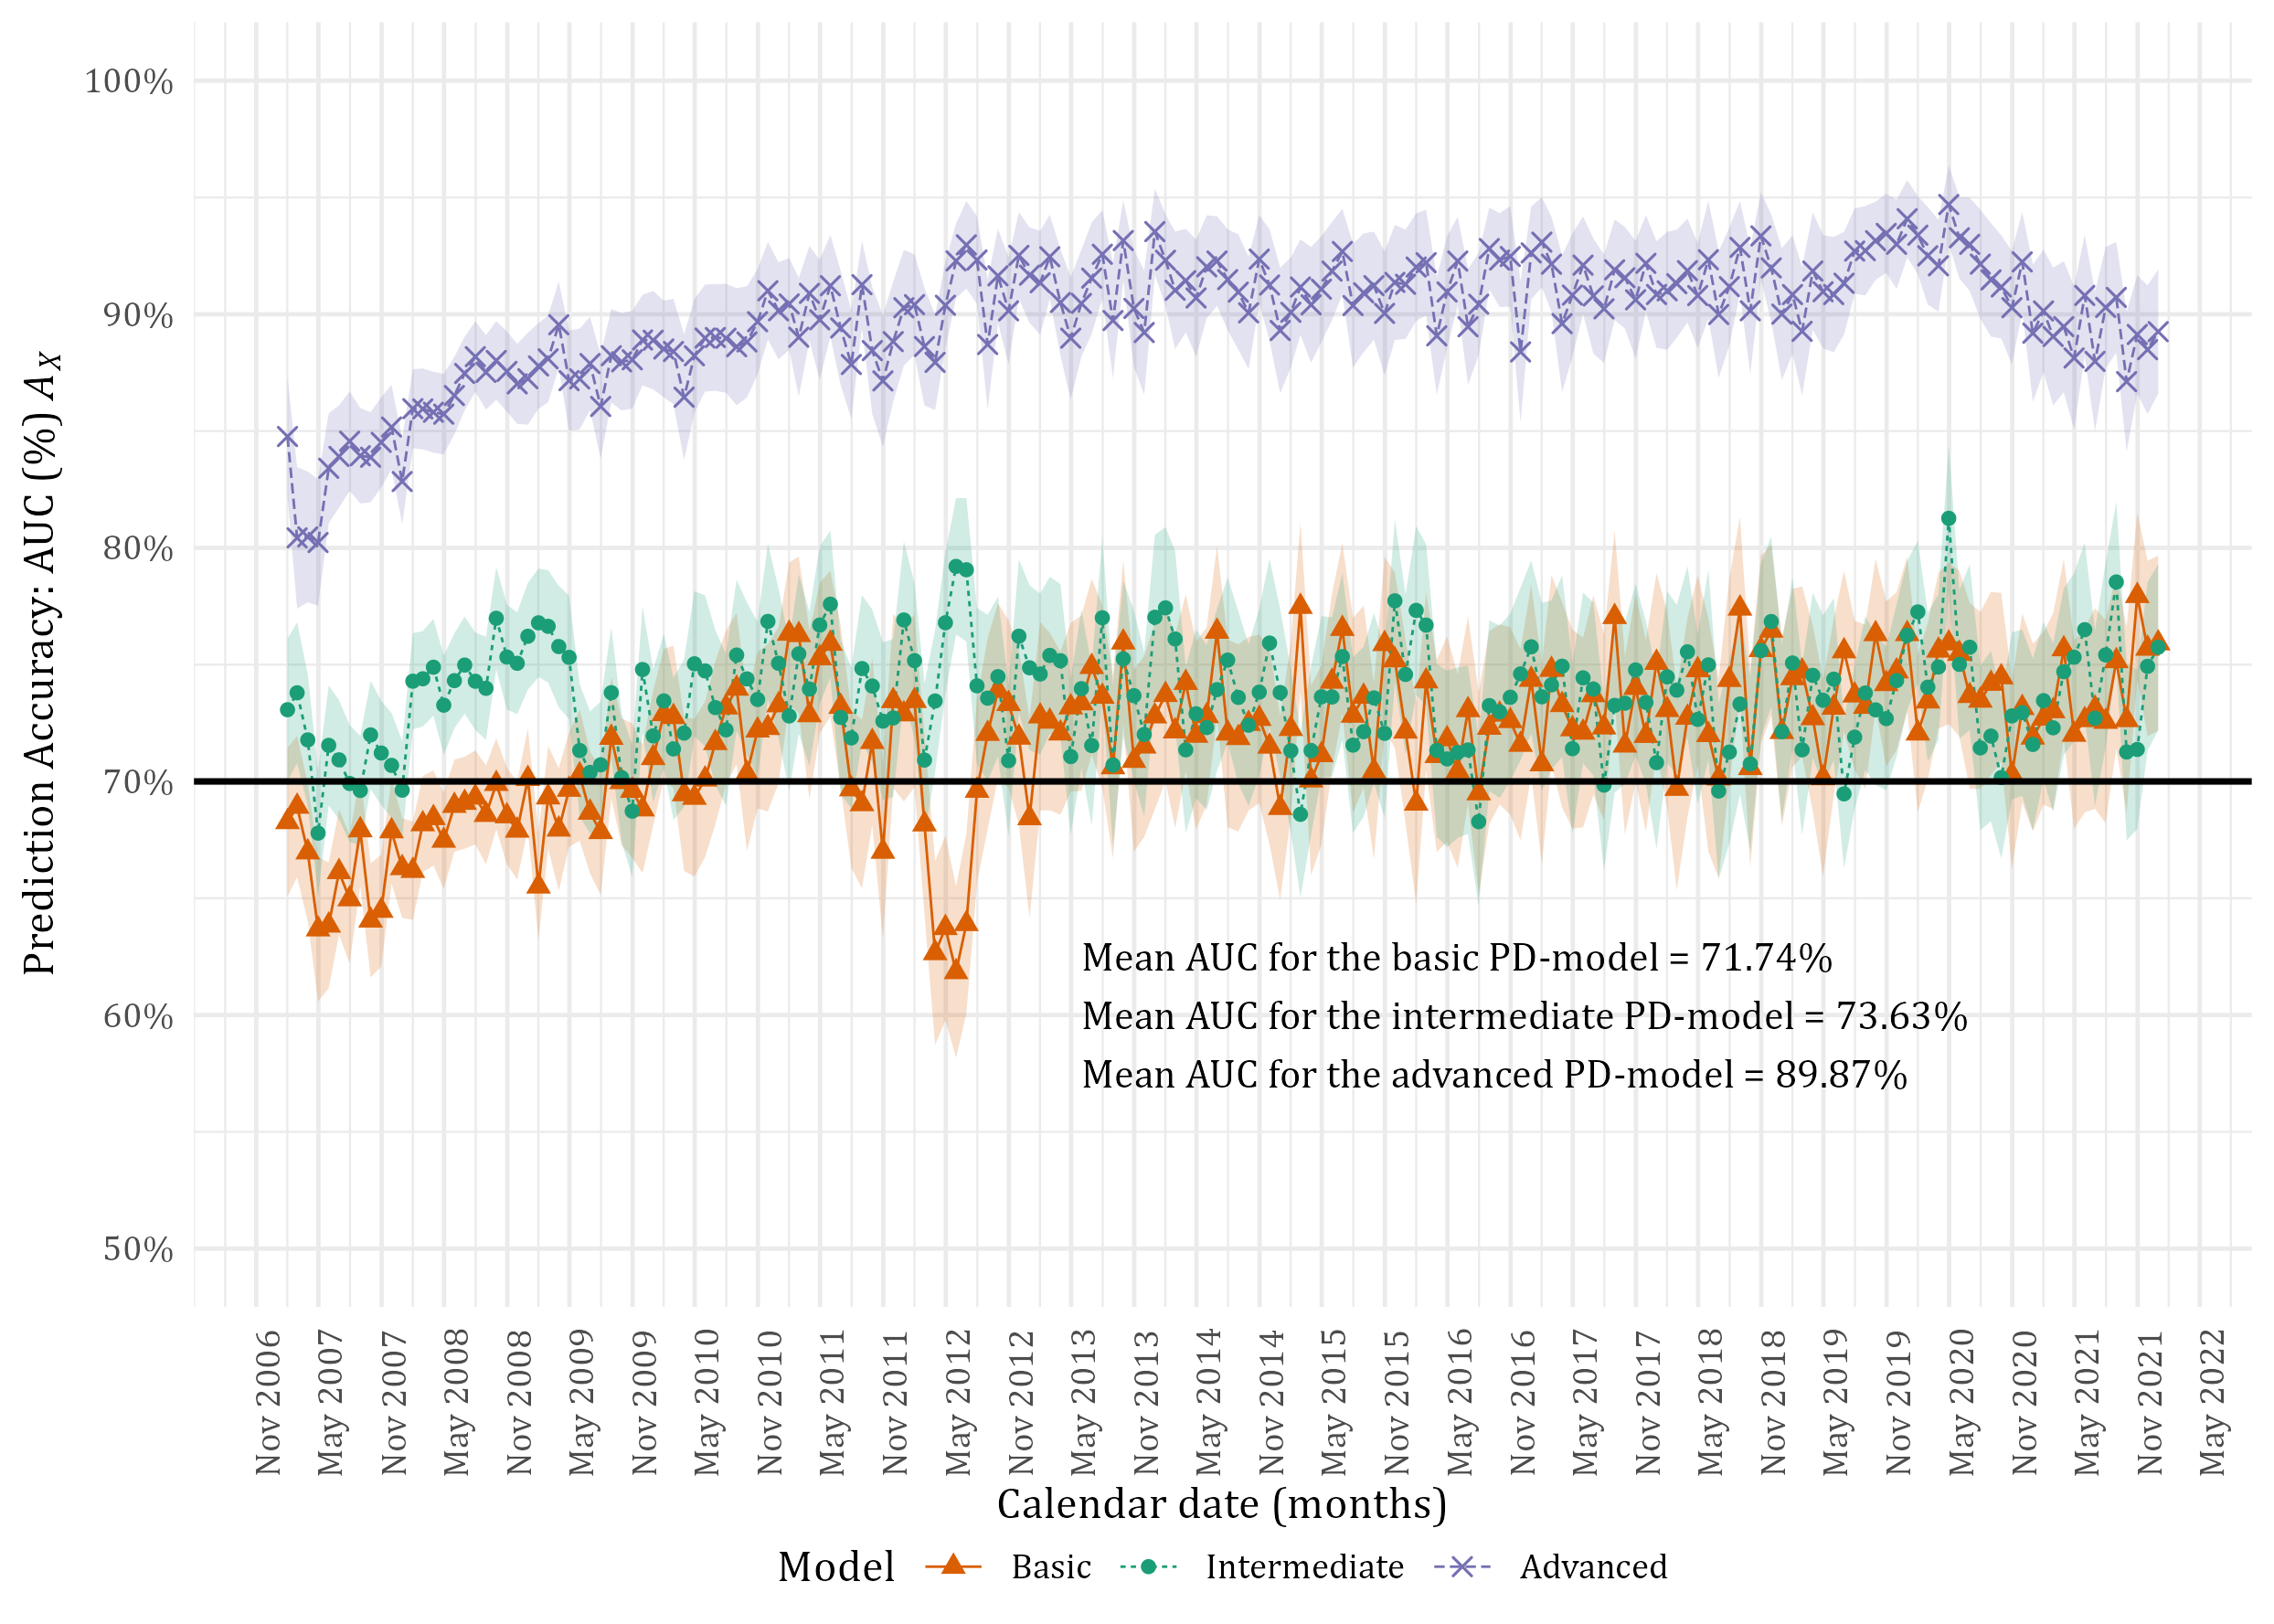 Prediction Accuracy: AUC (%) A_X
100%
90%
80%
70%
60%
50%
Mean AUC for the basic PD-model = 71.74%
Mean AUC for the intermediate PD-model = 73.63%
Mean AUC for the advanced PD-model = 89.87%
Nov 2006
May 2007
Nov 2007
May 2008
Nov 2008
May 2009
Nov 2009
May 2010
Nov 2010
May 2011
Nov 2011
May 2012
Nov 2012
May 2013
Nov 2013
May 2014
Nov 2014
May 2015
Nov 2015
May 2016
Nov 2016
May 2017
Nov 2017
May 2018
Nov 2018
May 2019
Nov 2019
May 2020
Nov 2020
May 2021
Nov 2021
May 2022
Calendar date (months)
Model Basic Intermediate Advanced